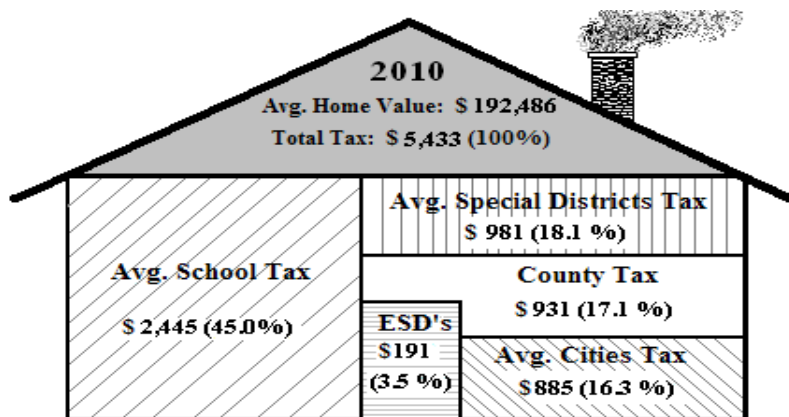 2010
Avg. Home Value: $ 192,486
Total Tax: $ 5,433 (100%)
Avg. Special Districts Tax
$ 981 (18.1 %)
Avg. School Tax
$ 2,445 (45.0%)
County Tax
$ 931 (17.1 %)
ESD's
$191
(3.5 %)
Avg. Cities Tax
$885 (16.3 %)